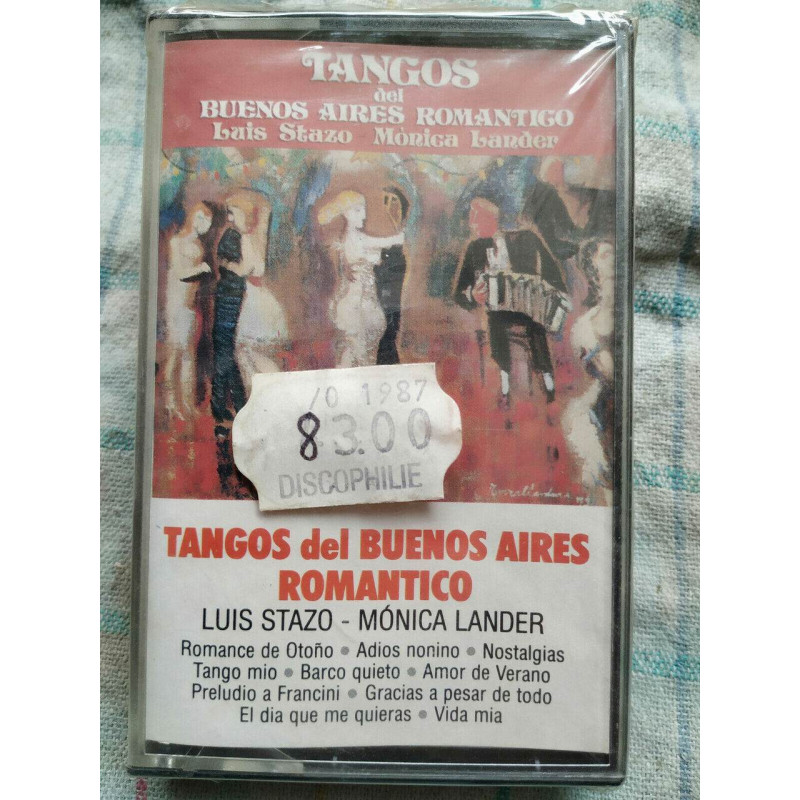 TANGOS
del
BUENOS AIRES ROMANTICO
Luis Stazo Mónica Lander
/0 1987
83.00
DISCOPHILIE
TANGOS del BUENOS AIRES
ROMANTICO
LUIS STAZO - MÓNICA LANDER
Romance de Otoño • Adios nonino • Nostalgias
Tango mio • Barco quieto • Amor de Verano
Preludio a Francini • Gracias a pesar de todo
El dia que me quieras • Vida mia